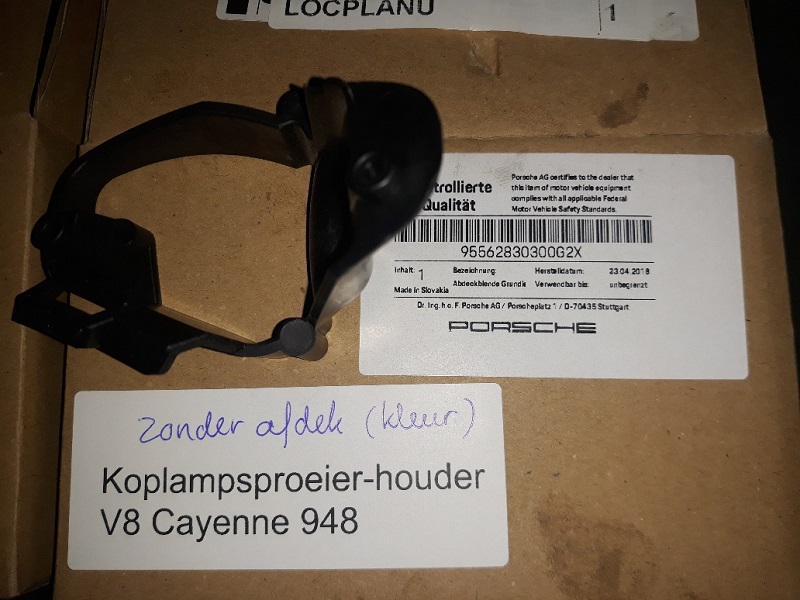 LOCPLANU
1
trollierte
Qualität
Porsche AG certifies to the dealer that
this item of motor vehicle equipment
complies with all applicable Federal
Motor Vehicle Safety Standards.
95562830300G2X
Inhalt: 1 Bezeichnung: Herstelldatum: 23.04.2018
Made in Slovakia Abdeckblende Grundie Verwendbar bis: unbegrenzt
Dr. Ing. h.c. F. Porsche AG / Porscheplatz 1 / D-70435 Stuttgart
PORSCHE
zonder afdek (kleur)
Koplampsproeier-houder
V8 Cayenne 948